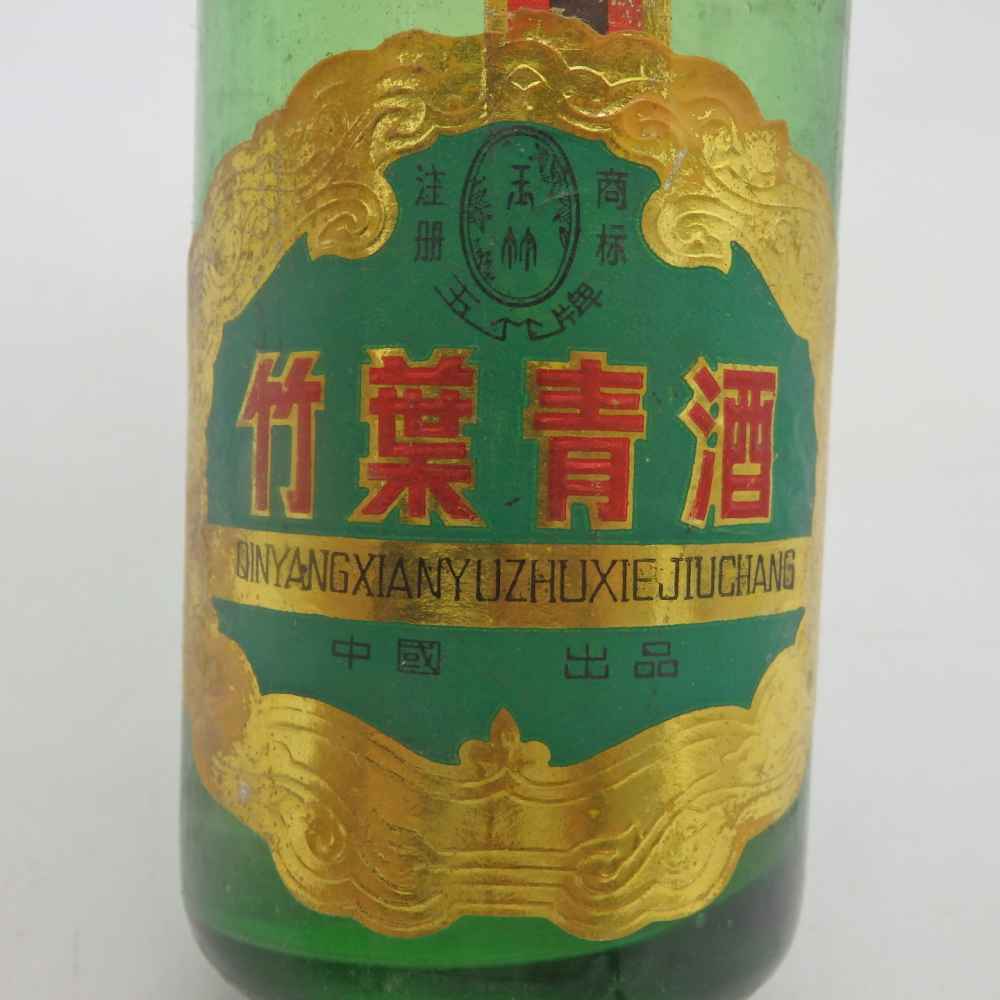 注册 商标
玉竹
牌
竹葉青酒
QINYANGXIANYUZHUXIEJIUCHANG
中國 出品